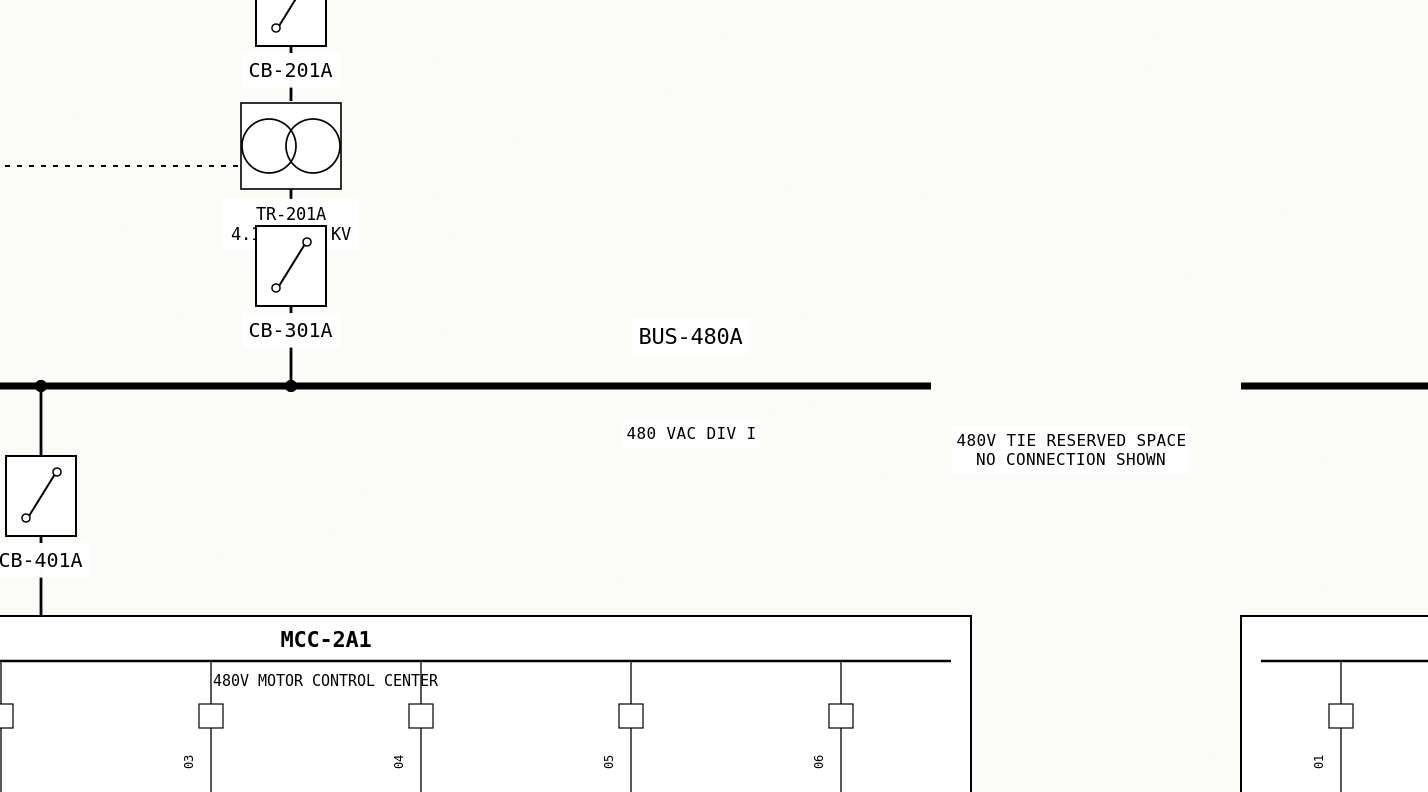 CB-201A
TR-201A
KV
CB-301A
BUS-480A
480 VAC DIV I
480V TIE RESERVED SPACE
NO CONNECTION SHOWN
CB-401A
MCC-2A1
480V MOTOR CONTROL CENTER
03
04
05
06
01